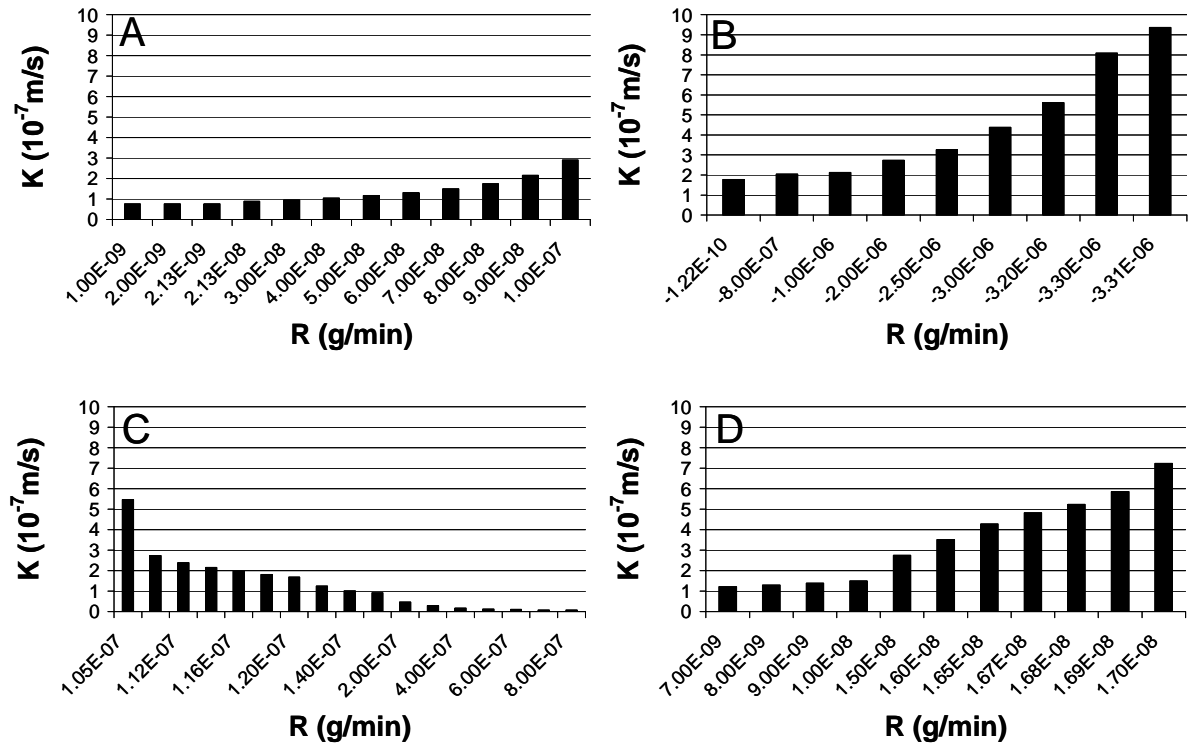 A
K (10-7m/s)
10
9
8
7
6
5
4
3
2
1
0
1.00E-09
2.00E-09
2.13E-09
2.13E-08
3.00E-08
4.00E-08
5.00E-08
6.00E-08
7.00E-08
8.00E-08
9.00E-08
1.00E-07
R (g/min)
B
K (10-7m/s)
10
9
8
7
6
5
4
3
2
1
0
-1.22E-10
-8.00E-07
-1.00E-06
-2.00E-06
-2.50E-06
-3.00E-06
-3.20E-06
-3.30E-06
-3.31E-06
R (g/min)
C
K (10-7m/s)
10
9
8
7
6
5
4
3
2
1
0
1.05E-07
1.12E-07
1.16E-07
1.20E-07
1.40E-07
2.00E-07
4.00E-07
6.00E-07
8.00E-07
R (g/min)
D
K (10-7m/s)
10
9
8
7
6
5
4
3
2
1
0
7.00E-09
8.00E-09
9.00E-09
1.00E-08
1.50E-08
1.60E-08
1.65E-08
1.67E-08
1.68E-08
1.69E-08
1.70E-08
R (g/min)